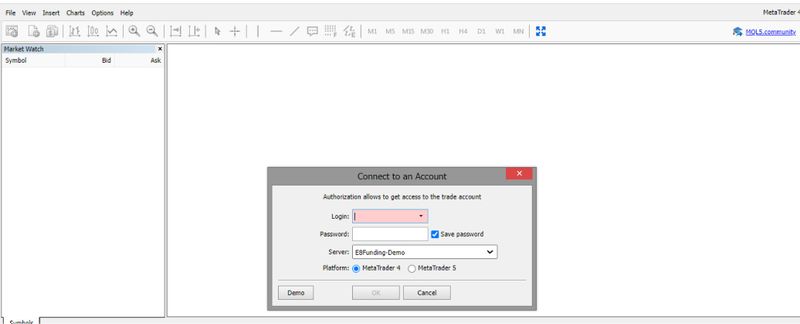 File View Insert Charts Options Help
MetaTrader 4
M1 M5 M15 M30 H1 H4 D1 W1 MN
MQL5.community
Market Watch
Symbol Bid Ask
Connect to an Account
Authorization allows to get access to the trade account
Login:
Password:
Save password
Server: E8Funding-Demo
Platform: MetaTrader 4 MetaTrader 5
Demo OK Cancel
Symbols